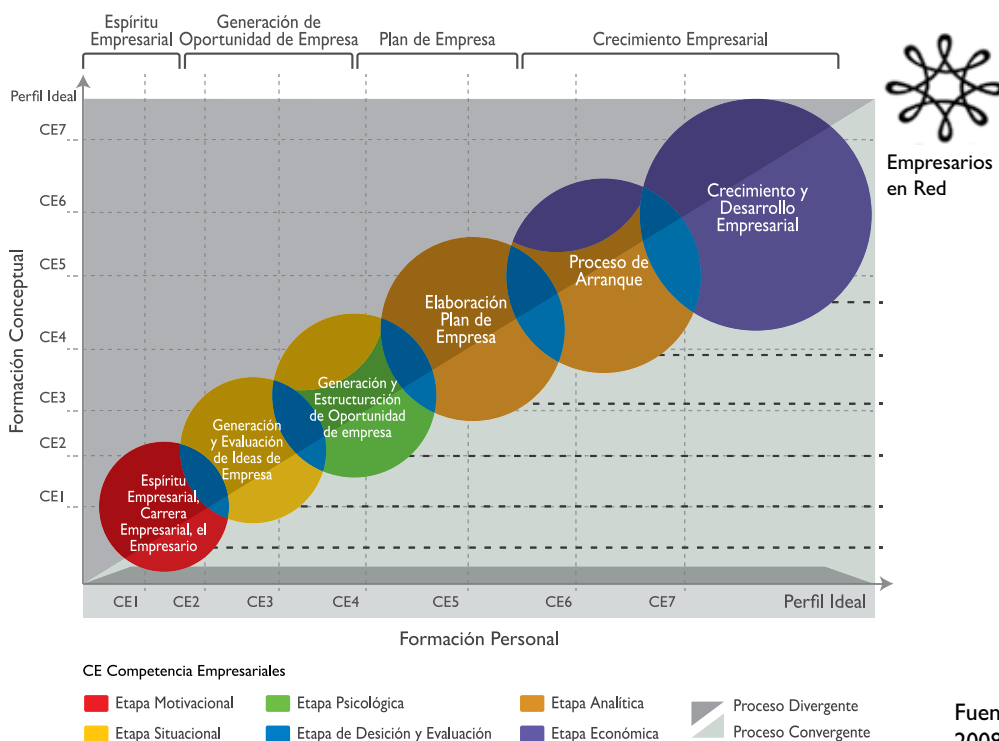 Espíritu
Empresarial
Generación de
Oportunidad de Empresa
Plan de Empresa
Crecimiento Empresarial
Perfil Ideal
CE7
CE6
CE5
CE4
CE3
CE2
CE1
Formación Conceptual
Empresarios
en Red
Crecimiento y
Desarrollo
Empresarial
Proceso de
Arranque
Elaboración
Plan de
Empresa
Generación y
Estructuración
de Oportunidad
de empresa
Generación
y Evaluación
de Ideas de
Empresa
Espíritu
Empresarial,
Carrera
Empresarial, el
Empresario
CE1 CE2 CE3 CE4 CE5 CE6 CE7 Perfil Ideal
Formación Personal
CE Competencia Empresariales
Etapa Motivacional
Etapa Psicológica
Etapa Analítica
Proceso Divergente
Etapa Situacional
Etapa de Desición y Evaluación
Etapa Económica
Proceso Convergente
2008